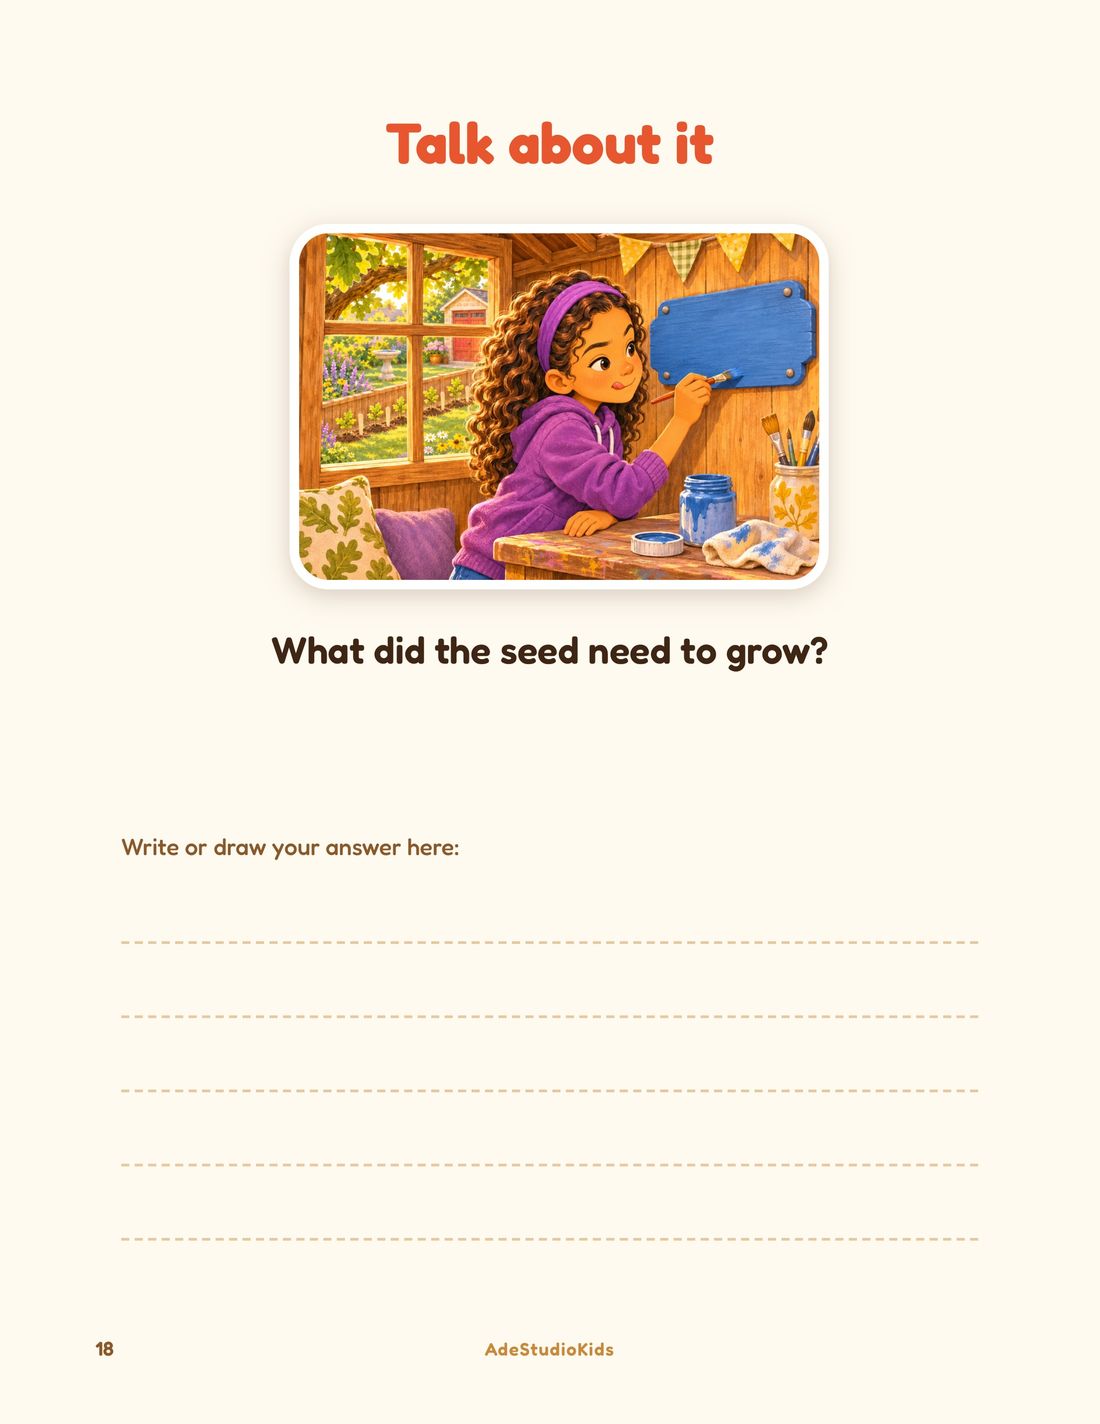 Talk about it
What did the seed need to grow?
Write or draw your answer here:
18
AdeStudioKids